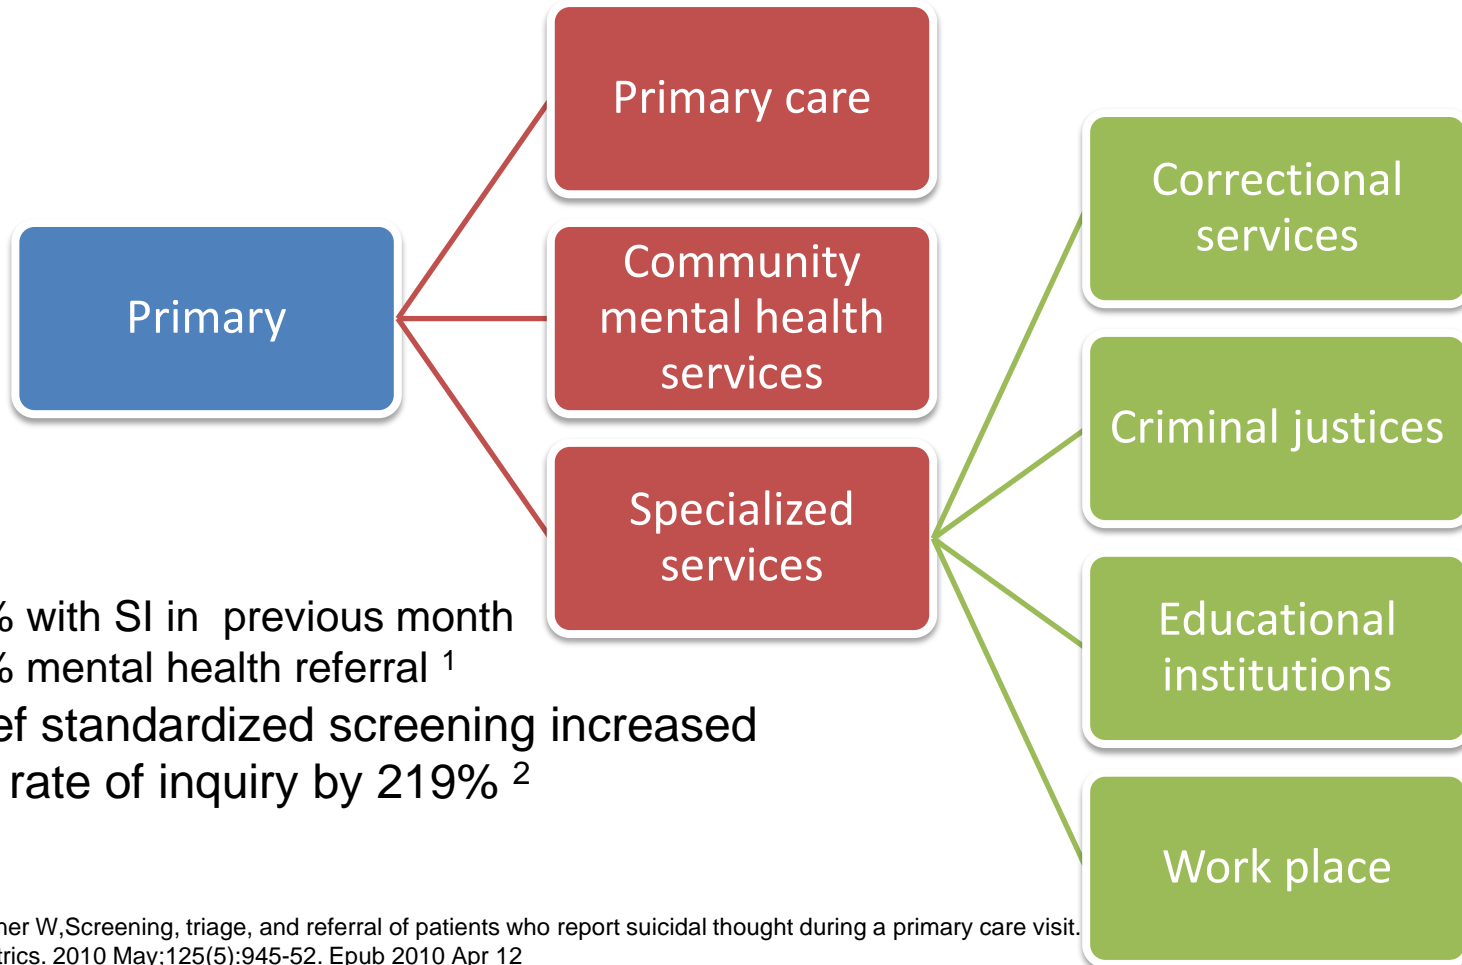 Primary
Primary care
Community
mental health
services
Specialized
services
Correctional
services
Criminal justices
Educational
institutions
Work place
% with SI in previous month
% mental health referral 1
standardized screening increased
rate of inquiry by 219% 2
W,Screening, triage, and referral of patients who report suicidal thought during a primary care visit.
2010 May;125(5):945-52. Epub 2010 Apr 12